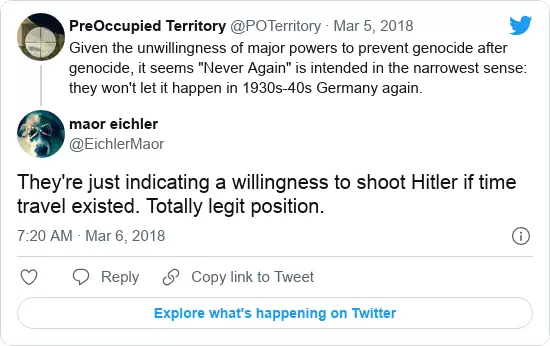 PreOccupied Territory @POTerritory · Mar 5, 2018
Given the unwillingness of major powers to prevent genocide after
genocide, it seems "Never Again" is intended in the narrowest sense:
they won't let it happen in 1930s-40s Germany again.
maor eichler
@EichlerMaor
They're just indicating a willingness to shoot Hitler if time
travel existed. Totally legit position.
7:20 AM · Mar 6, 2018
Reply Copy link to Tweet
Explore what's happening on Twitter